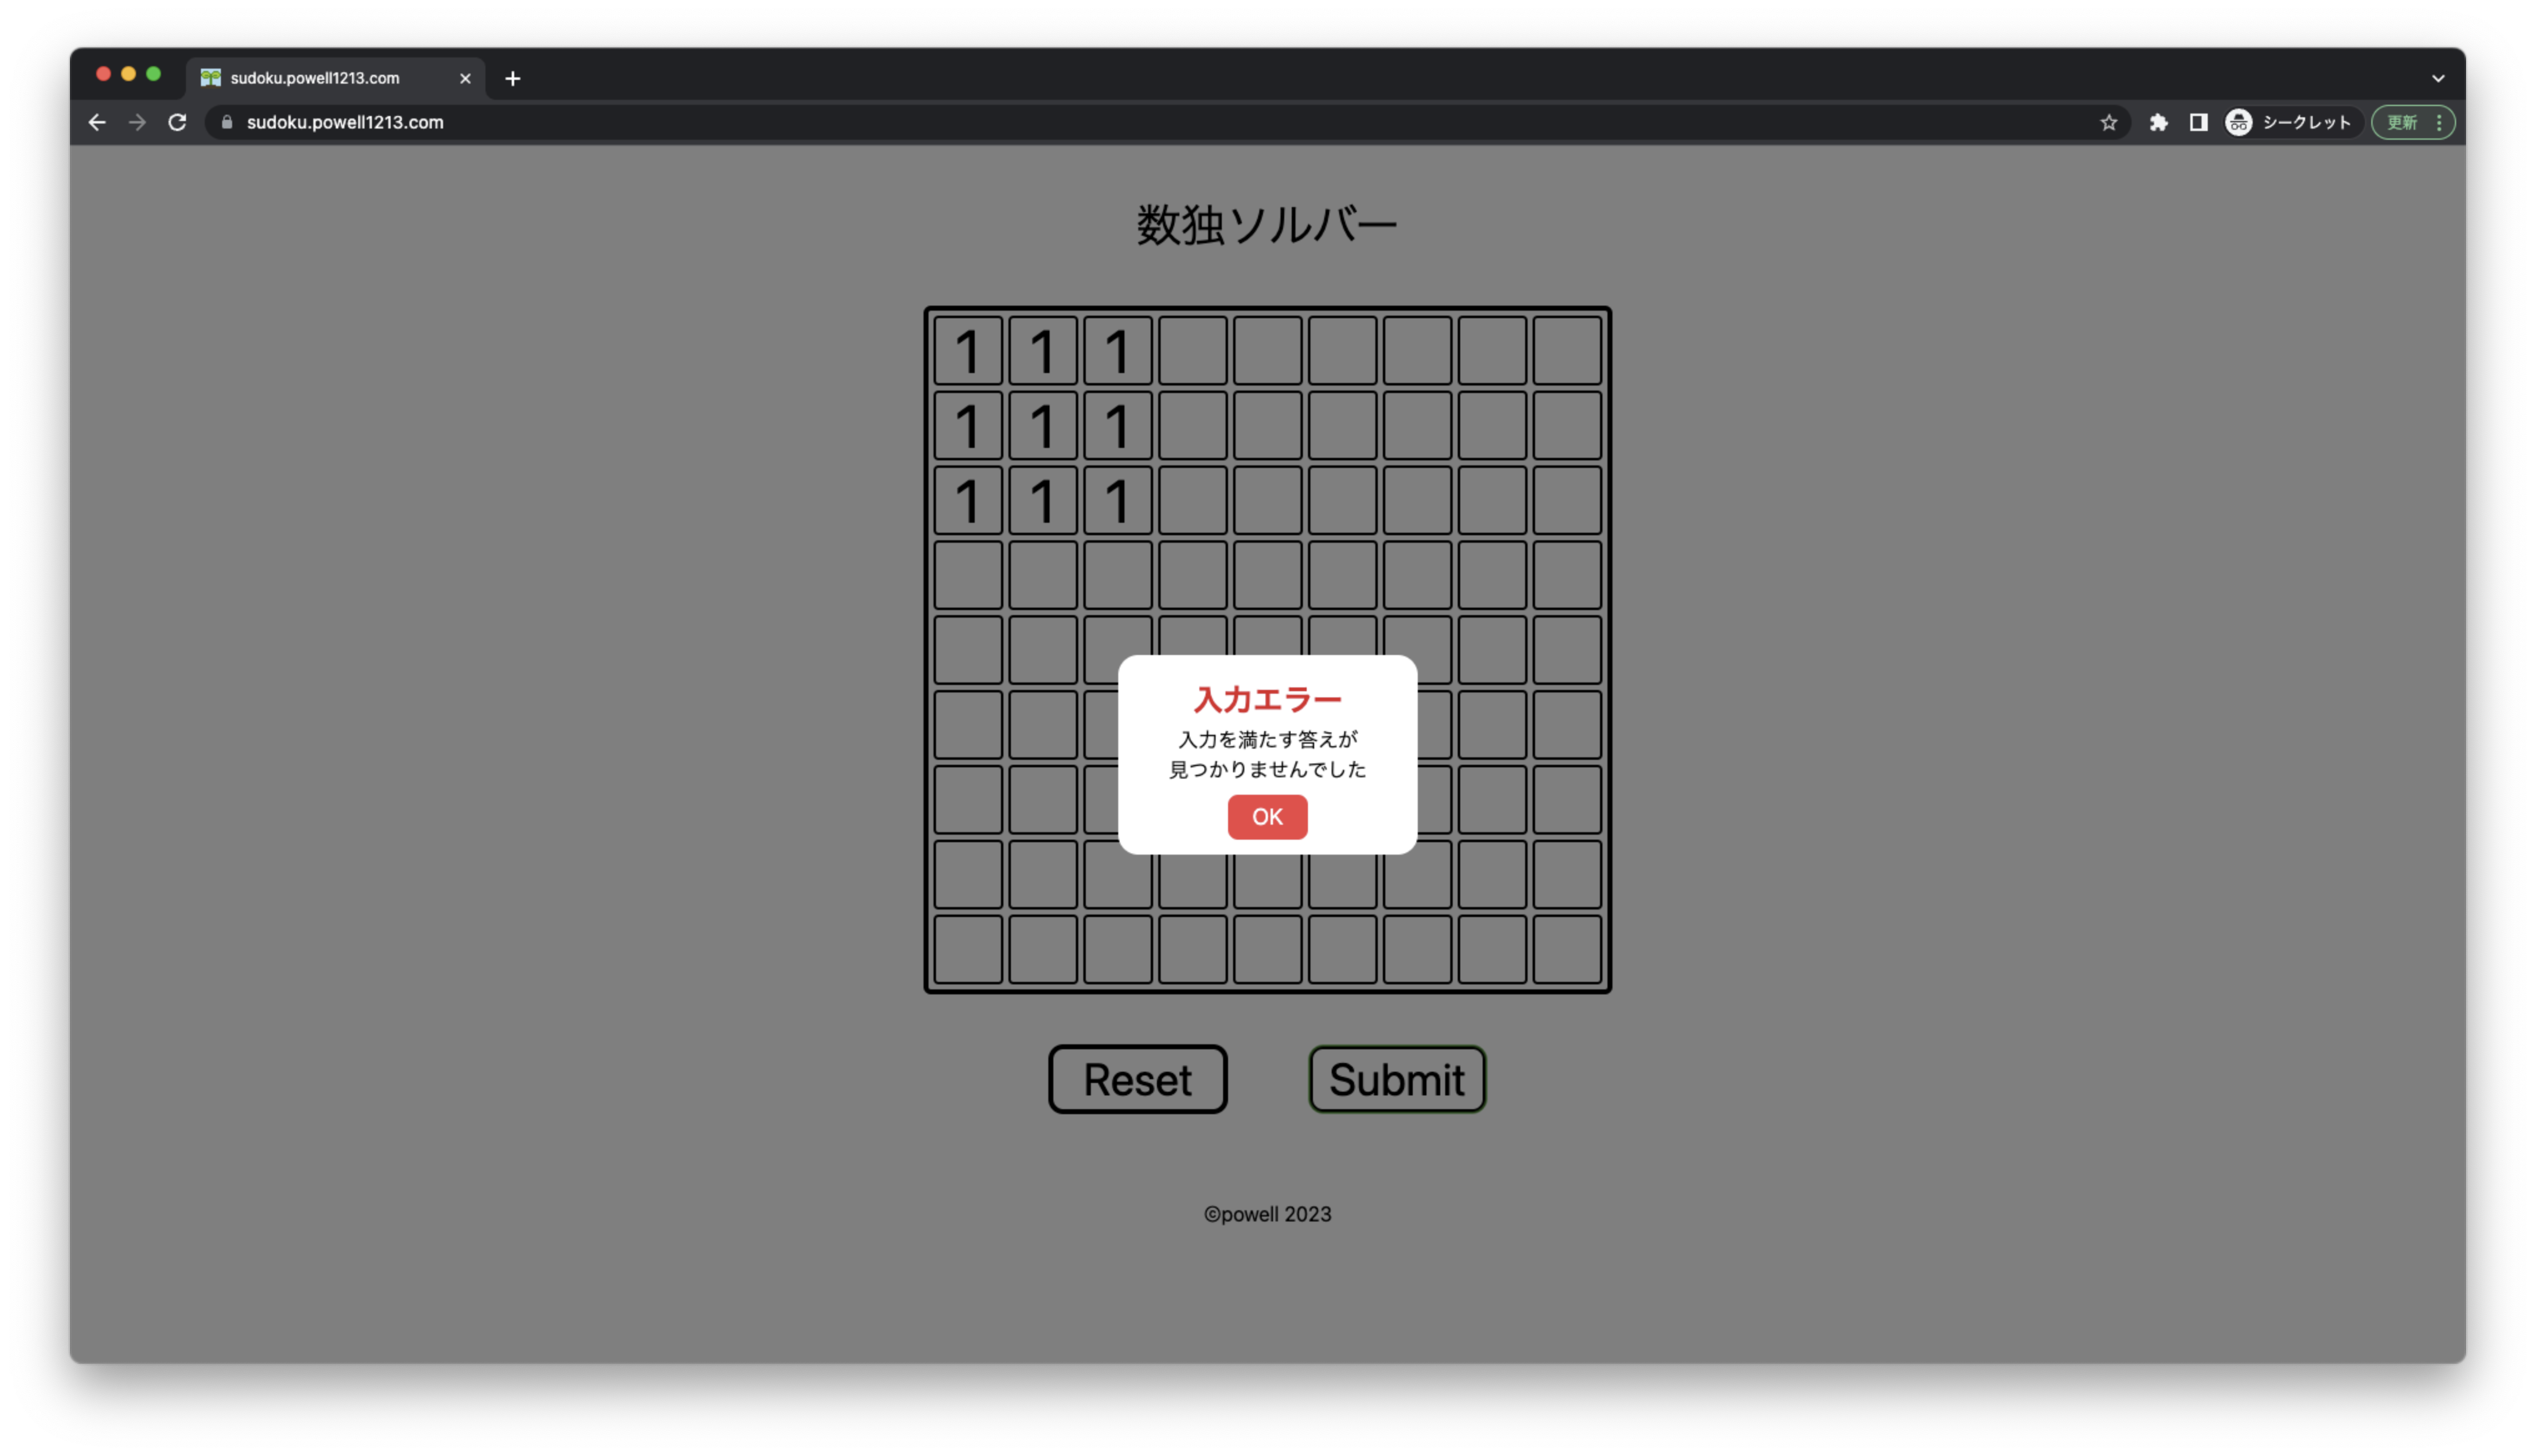 sudoku.powell1213.com
sudoku.powell1213.com
シークレット
更新
数独ソルバー
1 1 1
1 1 1
1 1 1
入力エラー
入力を満たす答えが
見つかりませんでした
OK
Reset Submit
©powell 2023